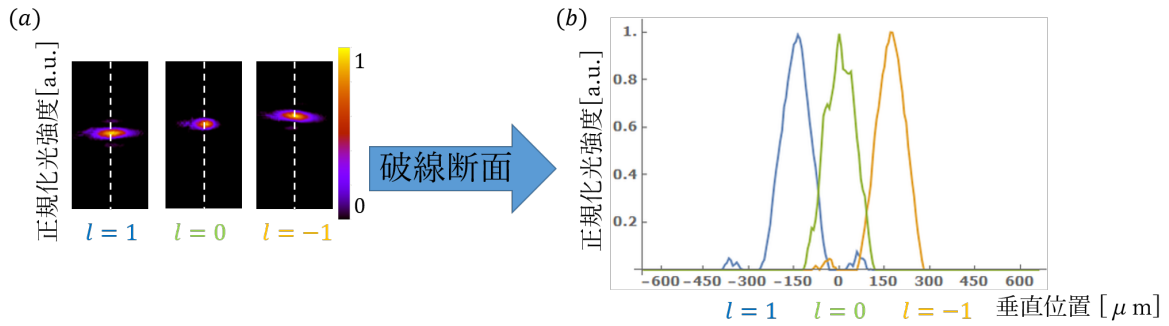 (a)
正規化光強度[a.u.]
1
0
l = 1
l = 0
l = −1
破線断面
(b)
正規化光強度[a.u.]
1.
0.8
0.6
0.4
0.2
−600 −450 −300 −150 0 150 300 450 600
l = 1 l = 0 l = −1 垂直位置 [μm]